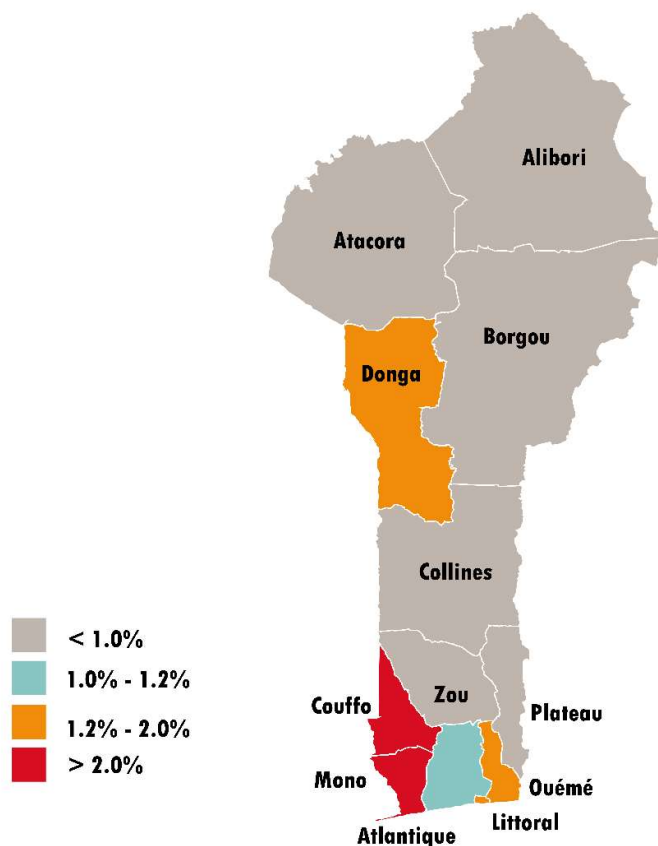 Alibori
Atacora
Borgou
Donga
Collines
< 1.0%
1.0% - 1.2%
1.2% - 2.0%
> 2.0%
Couffo
Zou
Plateau
Mono
Ouémé
Littoral
Atlantique